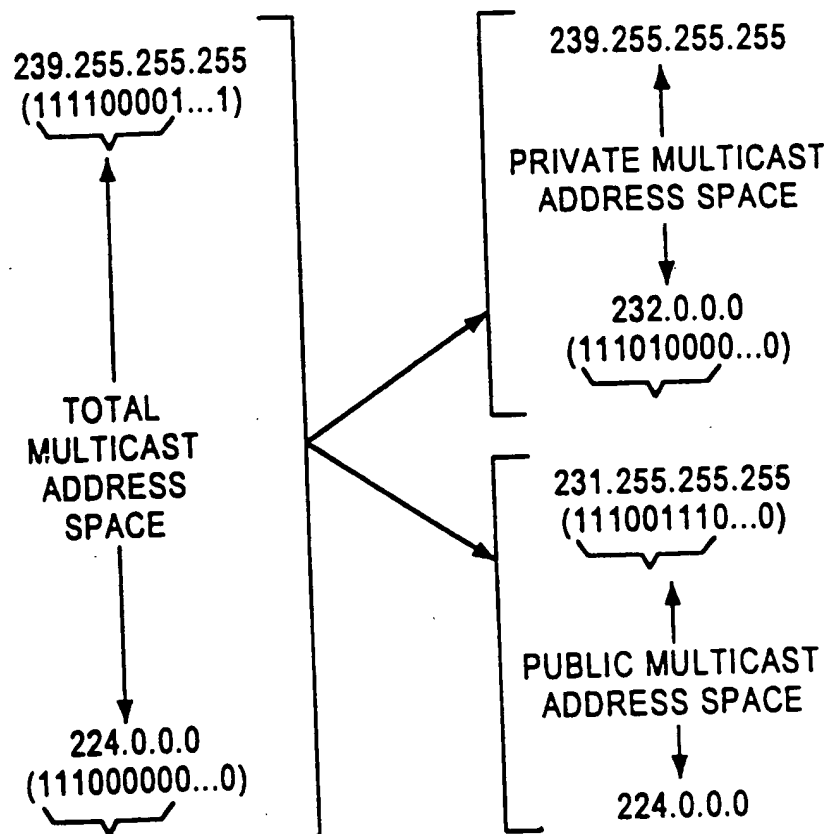 239.255.255.255
(111100001...1)
TOTAL
MULTICAST
ADDRESS
SPACE
224.0.0.0
(111000000...0)
239.255.255.255
PRIVATE MULTICAST
ADDRESS SPACE
232.0.0.0
(111010000...0)
231.255.255.255
(111001110...0)
PUBLIC MULTICAST
ADDRESS SPACE
224.0.0.0